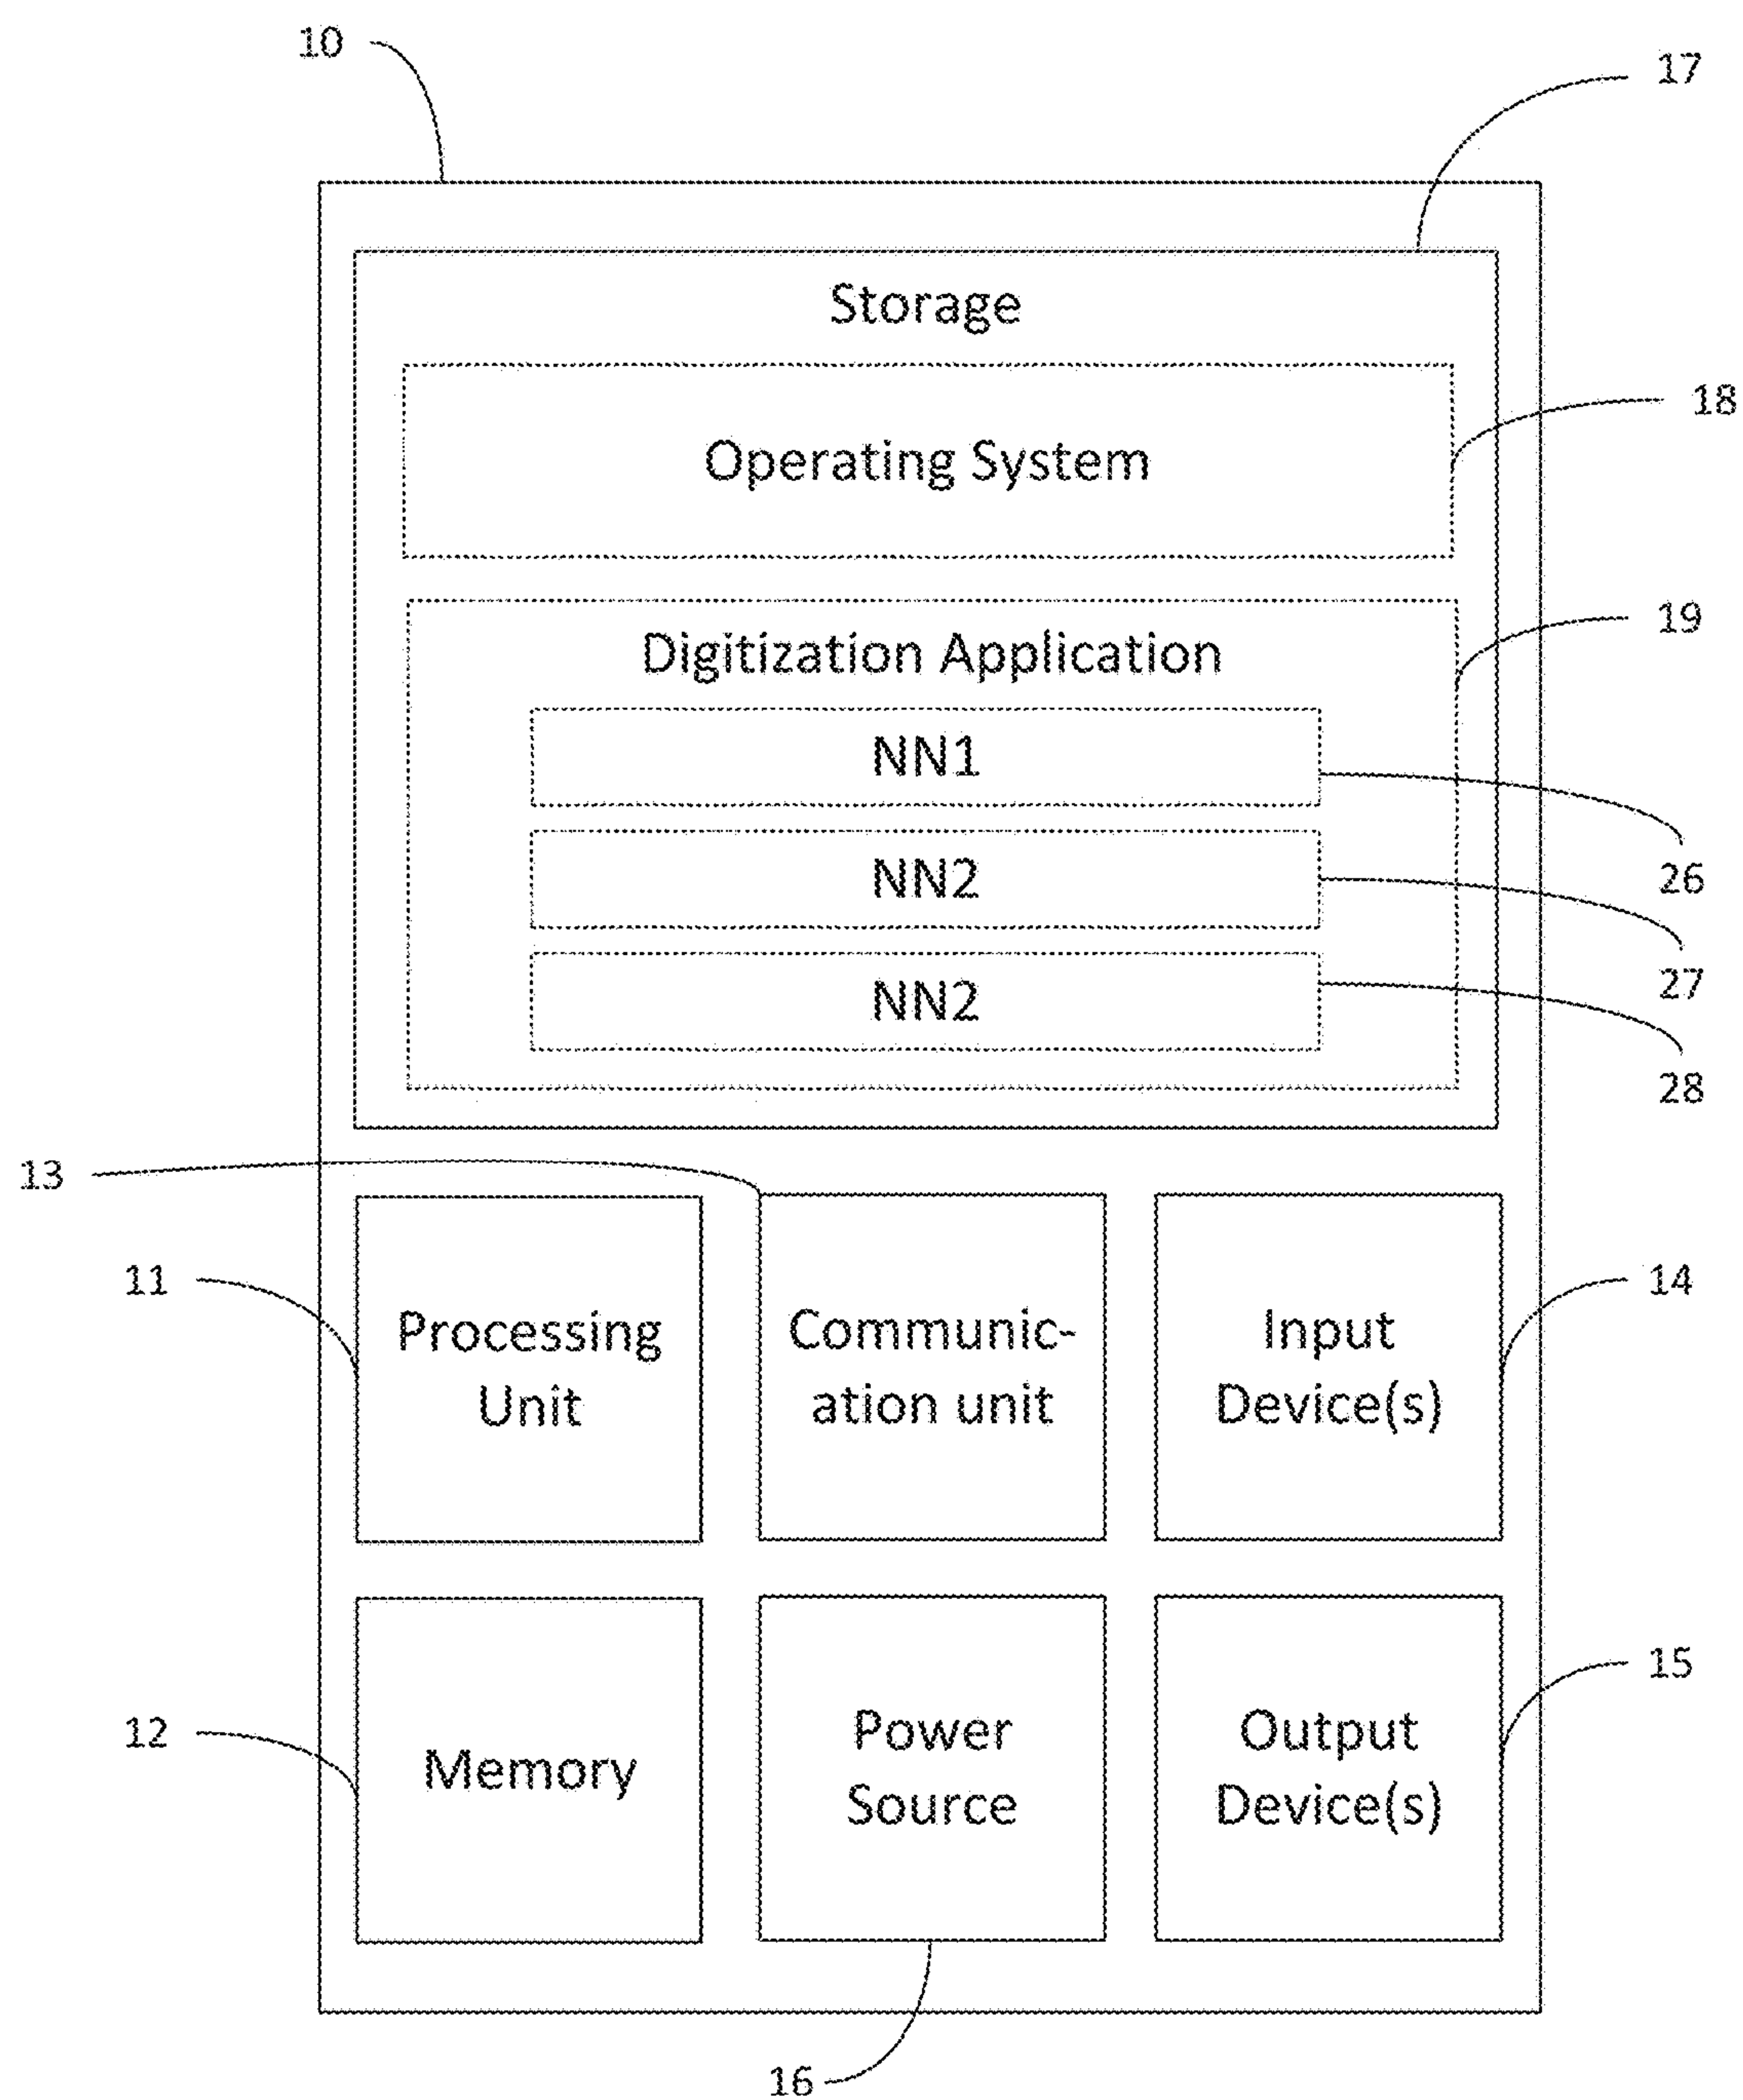 10
17
Storage
18
Operating System
19
Digitization Application
NN1
26
NN2
27
NN2
28
13
11
14
Processing
Unit
Communic-
ation unit
Input
Device(s)
12
15
Memory
Power
Source
Output
Device(s)
16